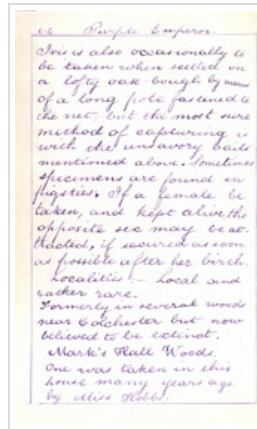 Purple Emperor.
Iris is also occasionally to
be taken when settled on
a lofty oak-bough by means
of a long pole fastened to
the net, but the most sure
method of capturing is
with the unsavory baits
mentioned above. Sometimes
specimens are found in
pigsties. If a female be
taken, and kept alive the
opposite sex may be at-
tracted, if secured as soon
as possible after her birth.
Localities:- Local and
rather rare.
Formerly in several woods
near Colchester but now
believed to be extinct.
Mark's Hall Woods.
One was taken in this
house many years ago
by Miss Hobbs.